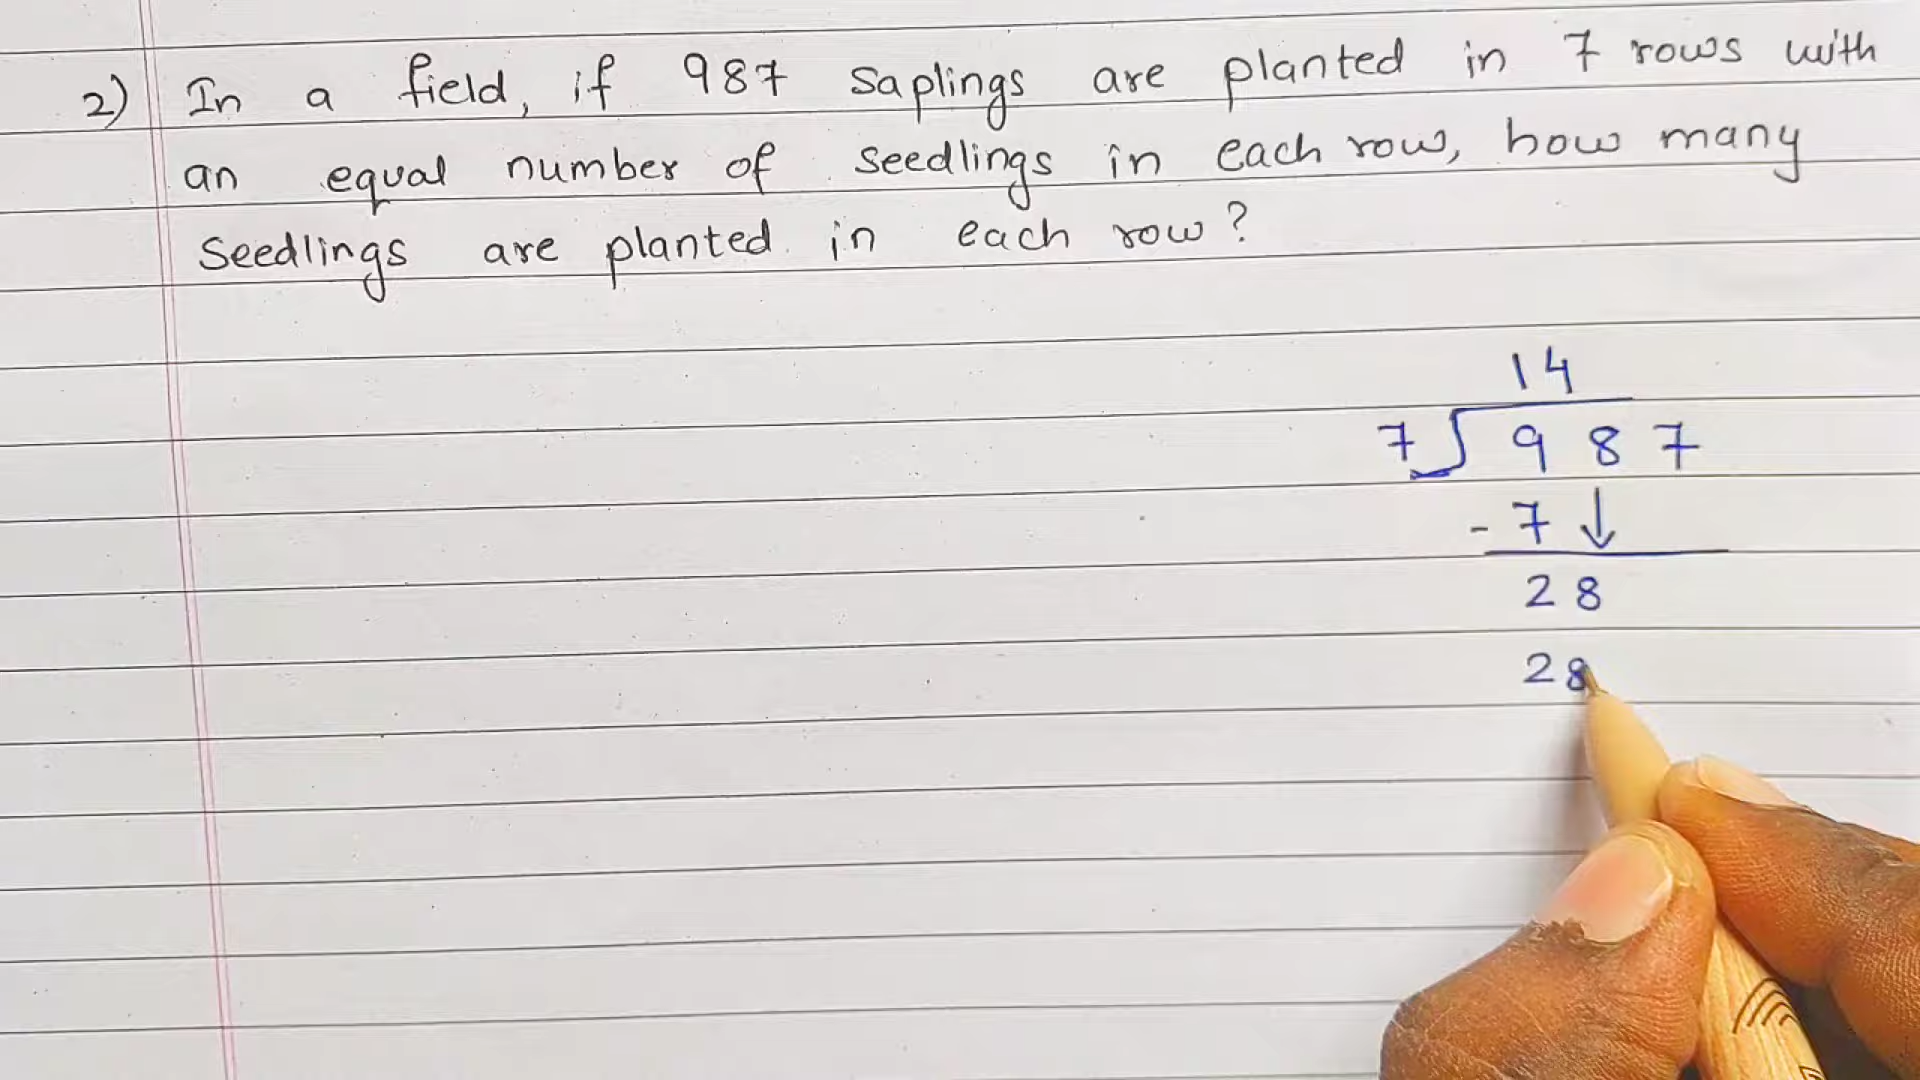 2) In a field, if 987 saplings are planted in 7 rows with
an equal number of seedlings in each row, how many
seedlings are planted in each row?
14
7 987
- 7 ↓
28
28